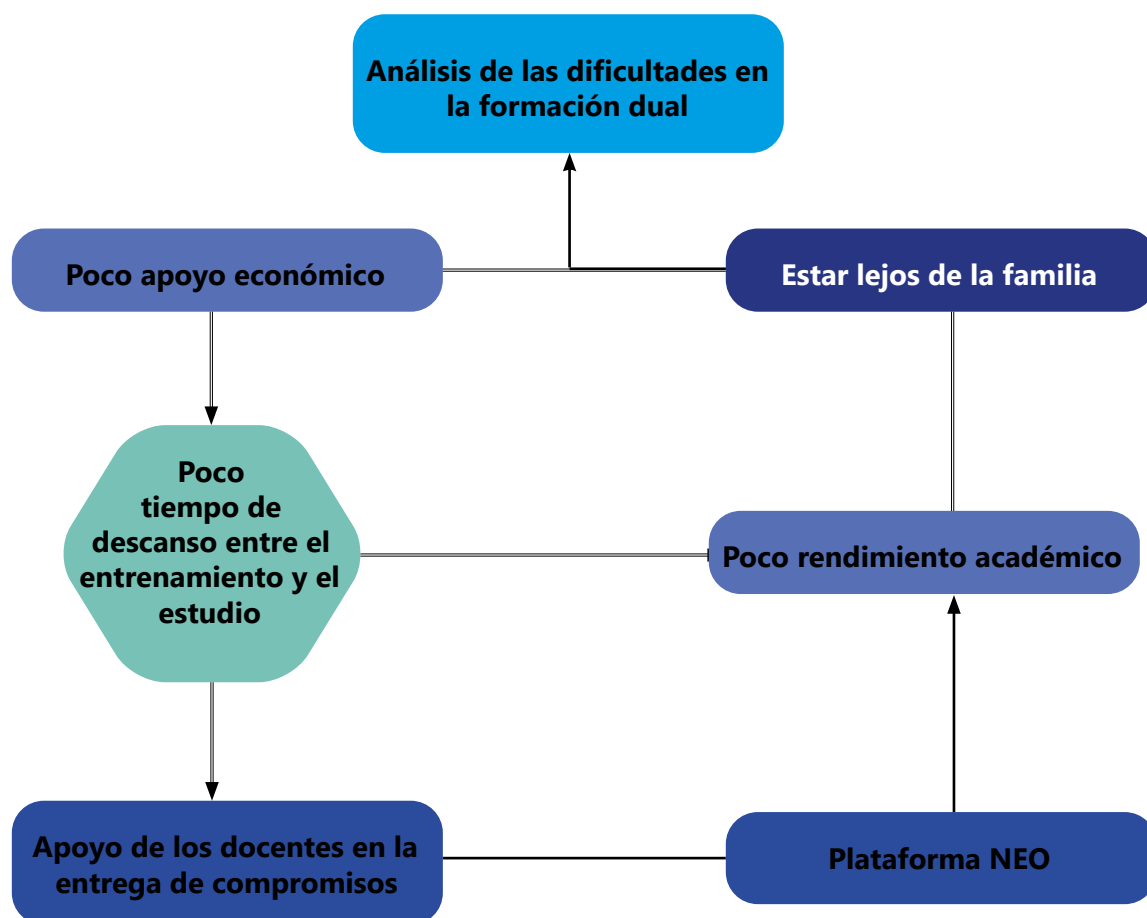 Análisis de las dificultades en
la formación dual
Poco apoyo económico
Estar lejos de la familia
Poco
tiempo de
descanso entre el
entrenamiento y el
estudio
Poco rendimiento académico
Apoyo de los docentes en la
entrega de compromisos
Plataforma NEO